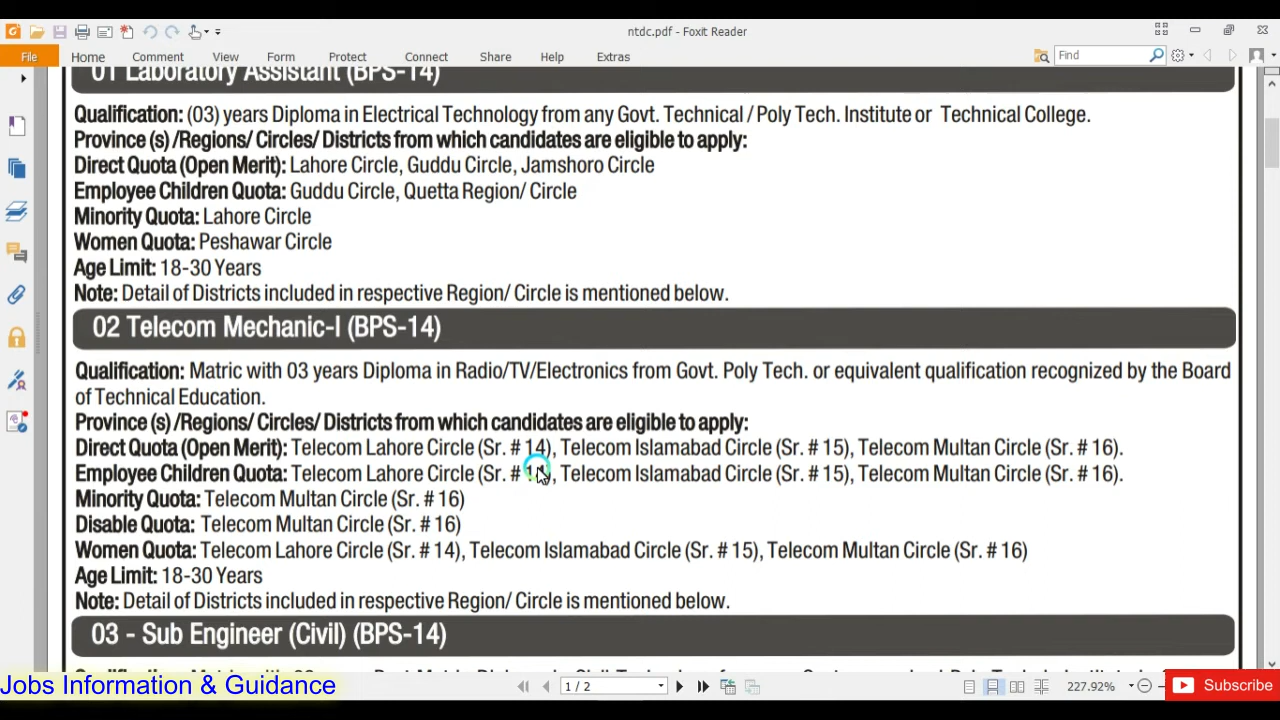 ntdc.pdf - Foxit Reader
File Home Comment View Form Protect Connect Share Help Extras Find
01 Laboratory Assistant (BPS-14)
Qualification: (03) years Diploma in Electrical Technology from any Govt. Technical / Poly Tech. Institute or Technical College.
Province (s) /Regions/ Circles/ Districts from which candidates are eligible to apply:
Direct Quota (Open Merit): Lahore Circle, Guddu Circle, Jamshoro Circle
Employee Children Quota: Guddu Circle, Quetta Region/ Circle
Minority Quota: Lahore Circle
Women Quota: Peshawar Circle
Age Limit: 18-30 Years
Note: Detail of Districts included in respective Region/ Circle is mentioned below.
02 Telecom Mechanic-I (BPS-14)
Qualification: Matric with 03 years Diploma in Radio/TV/Electronics from Govt. Poly Tech. or equivalent qualification recognized by the Board
of Technical Education.
Province (s) /Regions/ Circles/ Districts from which candidates are eligible to apply:
Direct Quota (Open Merit): Telecom Lahore Circle (Sr. # 14), Telecom Islamabad Circle (Sr. # 15), Telecom Multan Circle (Sr. # 16).
Employee Children Quota: Telecom Lahore Circle (Sr. # ), Telecom Islamabad Circle (Sr. # 15), Telecom Multan Circle (Sr. # 16).
Minority Quota: Telecom Multan Circle (Sr. # 16)
Disable Quota: Telecom Multan Circle (Sr. # 16)
Women Quota: Telecom Lahore Circle (Sr. # 14), Telecom Islamabad Circle (Sr. # 15), Telecom Multan Circle (Sr. # 16)
Age Limit: 18-30 Years
Note: Detail of Districts included in respective Region/ Circle is mentioned below.
03 - Sub Engineer (Civil) (BPS-14)
Jobs Information & Guidance 1 / 2 227.92% Subscribe